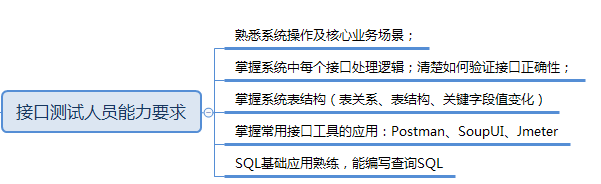 接口测试人员能力要求
熟悉系统操作及核心业务场景；
掌握系统中每个接口处理逻辑；清楚如何验证接口正确性；
掌握系统表结构（表关系、表结构、关键字段值变化）
掌握常用接口工具的应用：Postman、SoupUI、Jmeter
SQL基础应用熟练，能编写查询SQL